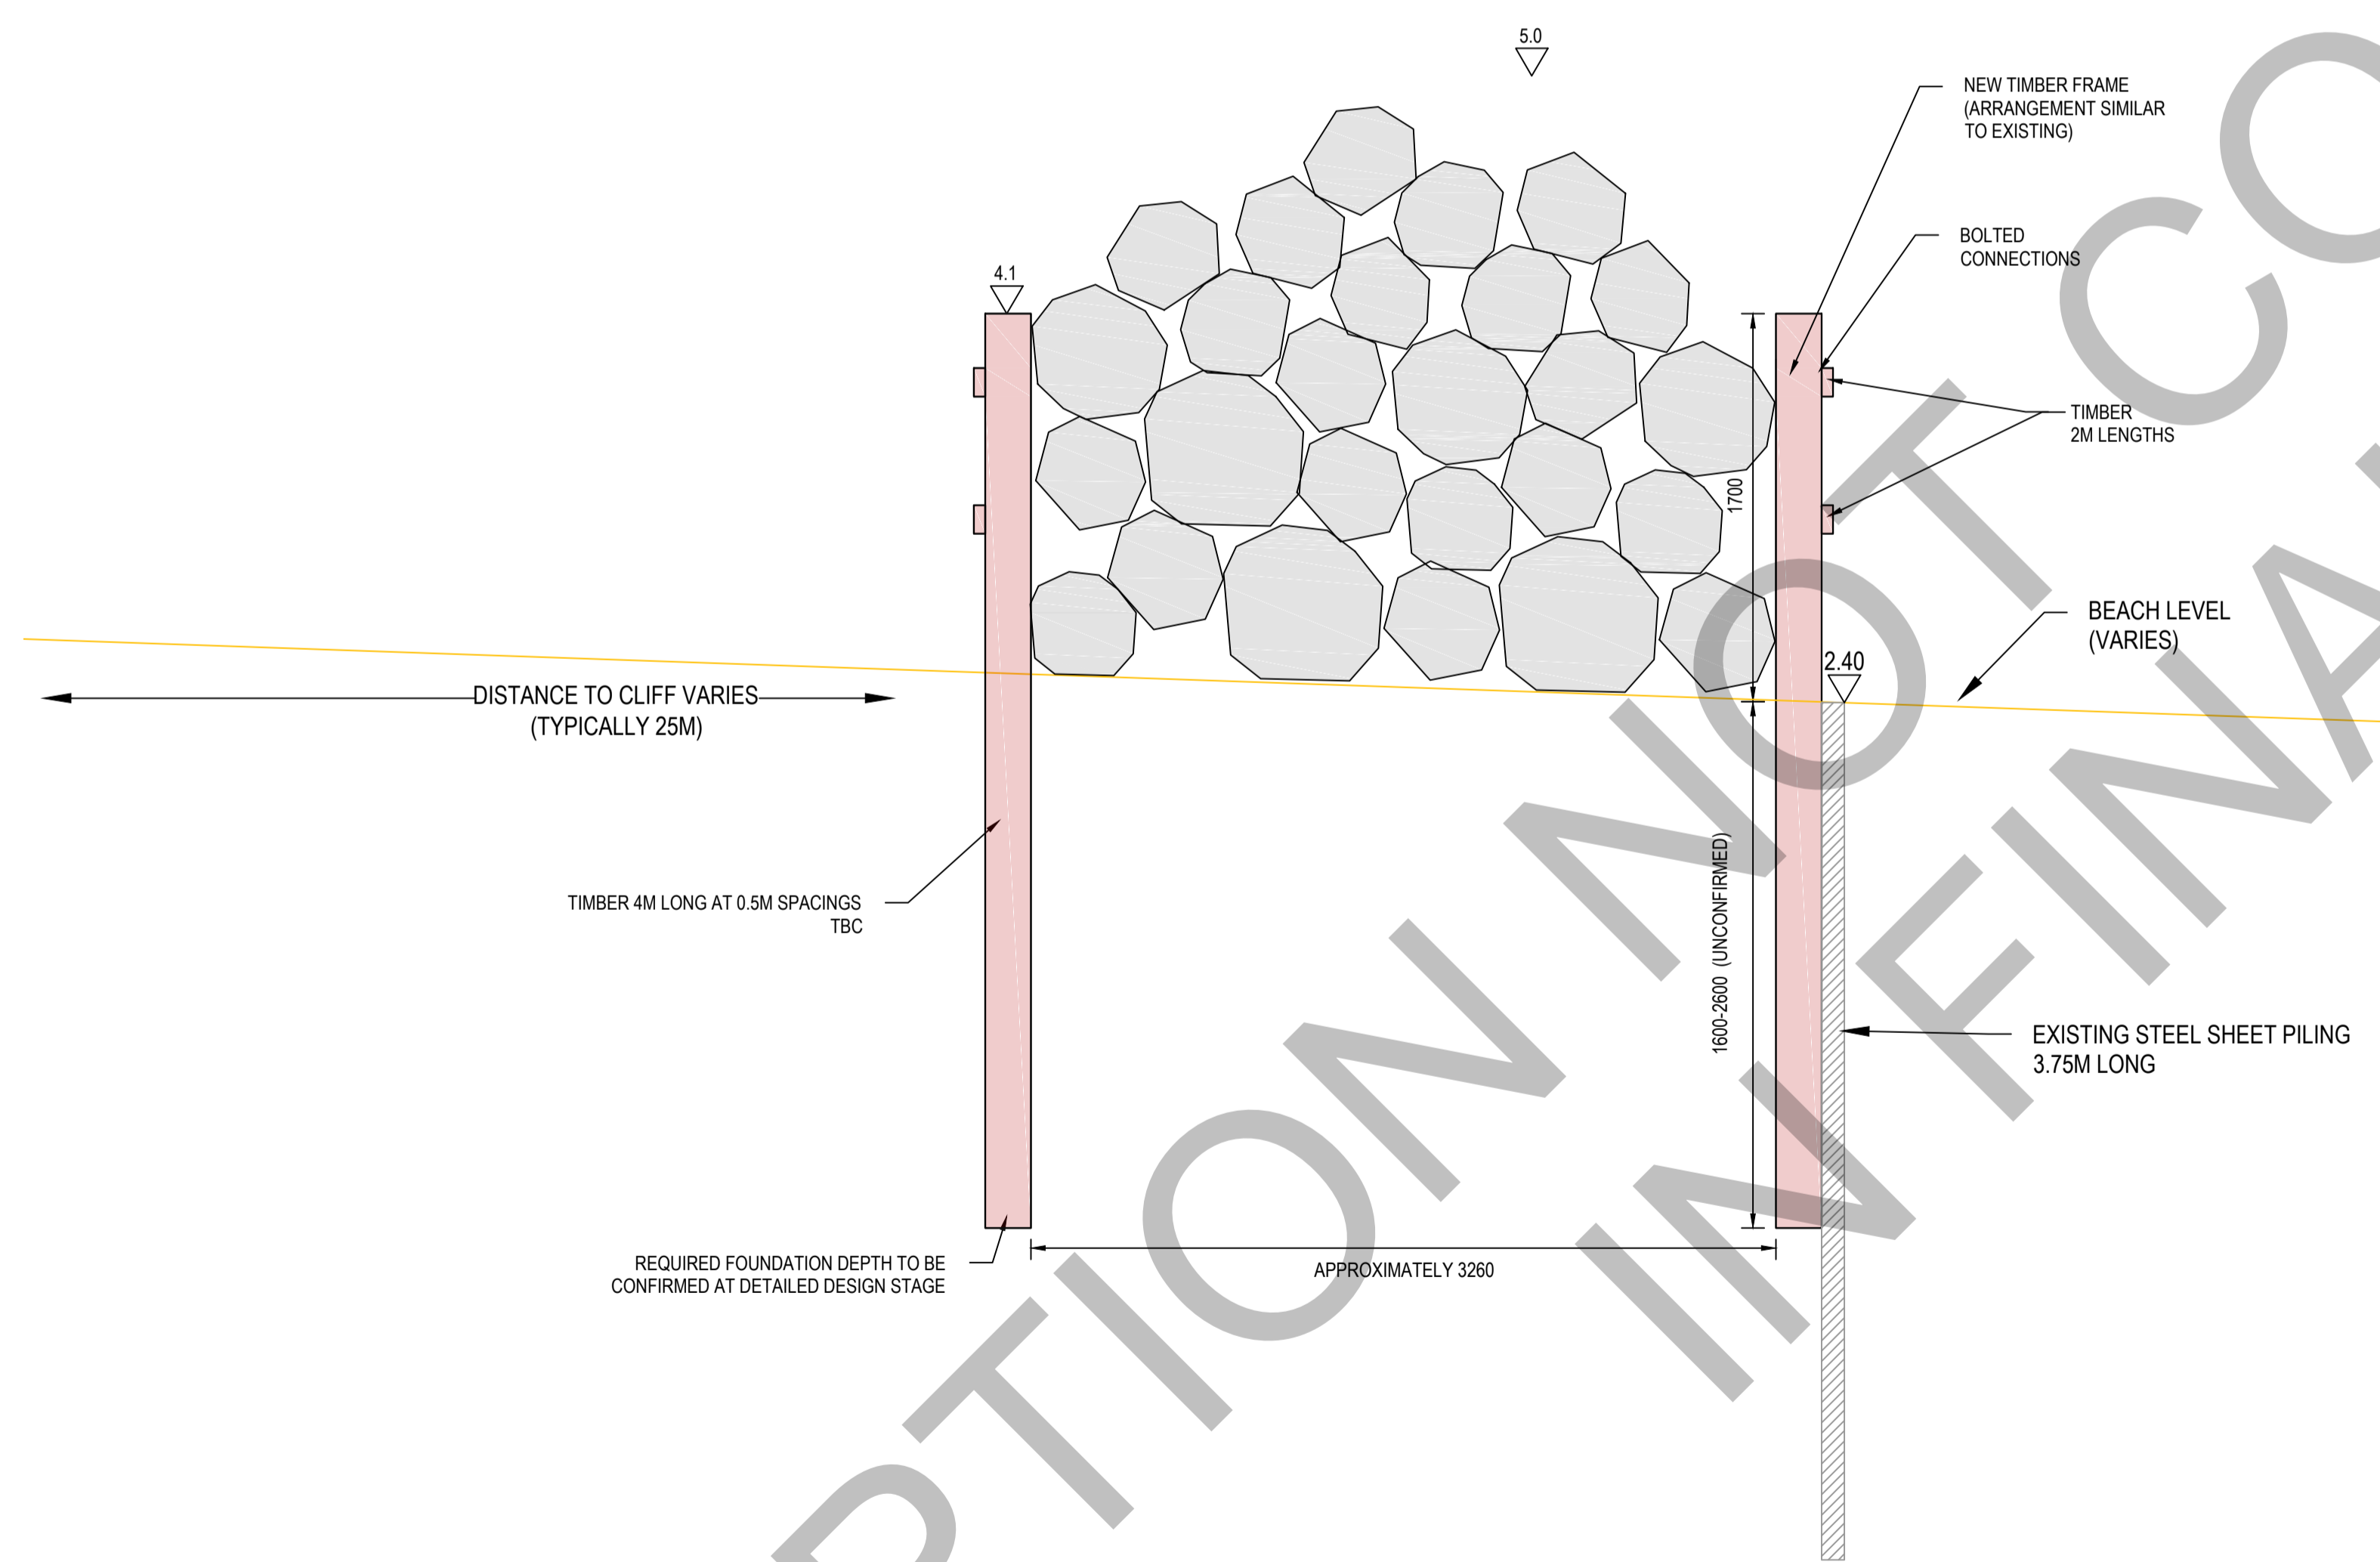 5.0
NEW TIMBER FRAME
(ARRANGEMENT SIMILAR
TO EXISTING)
BOLTED
CONNECTIONS
4.1
TIMBER
2M LENGTHS
1700
BEACH LEVEL
(VARIES)
2.40
DISTANCE TO CLIFF VARIES
(TYPICALLY 25M)
TIMBER 4M LONG AT 0.5M SPACINGS
TBC
1600-2600 (UNCONFIRMED)
EXISTING STEEL SHEET PILING
3.75M LONG
REQUIRED FOUNDATION DEPTH TO BE
CONFIRMED AT DETAILED DESIGN STAGE
APPROXIMATELY 3260
PTION NOT CO
IN FINA